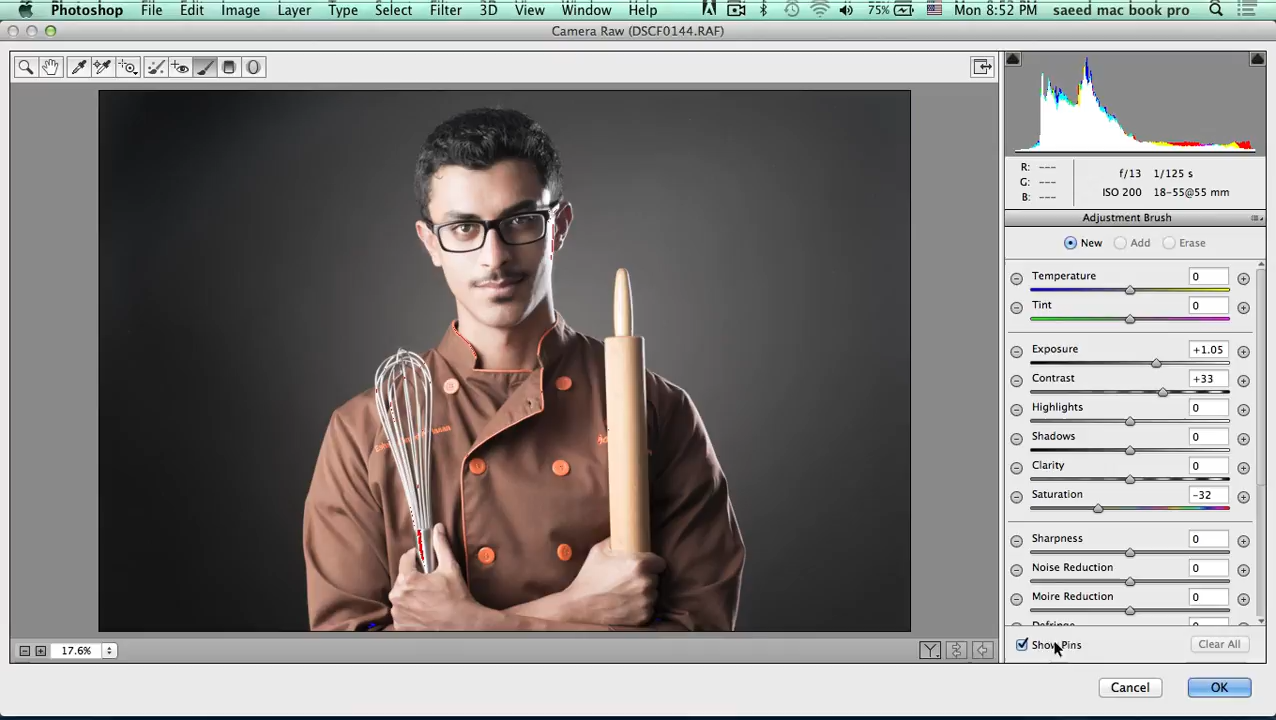 Photoshop File Edit Image Layer Type Select Filter 3D View Window Help 75% Mon 8:52 PM saeed mac book pro
Camera Raw (DSCF0144.RAF)
R: ---
G: ---
B: ---
f/13 1/125 s
ISO 200 18-55@55 mm
Adjustment Brush
New Add Erase
Temperature 0
Tint 0
Exposure +1.05
Contrast +33
Highlights 0
Shadows 0
Clarity 0
Saturation -32
Sharpness 0
Noise Reduction 0
Moire Reduction 0
Defringe
Show Pins Clear All
17.6% Y
Cancel OK